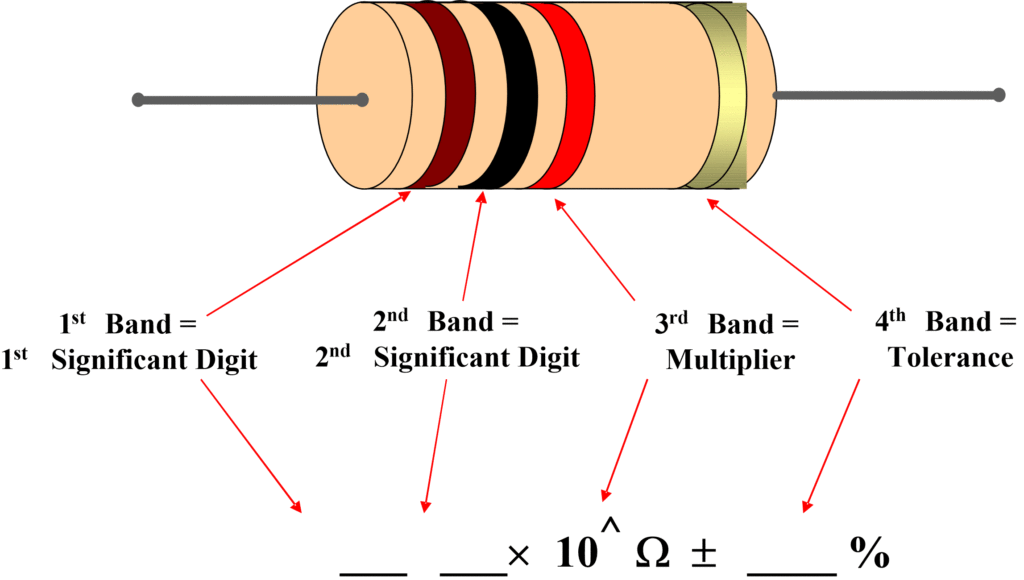 1st Band =
1st Significant Digit
2nd Band =
2nd Significant Digit
3rd Band =
Multiplier
4th Band =
Tolerance
___ ___ × 10^ Ω ± ____ %